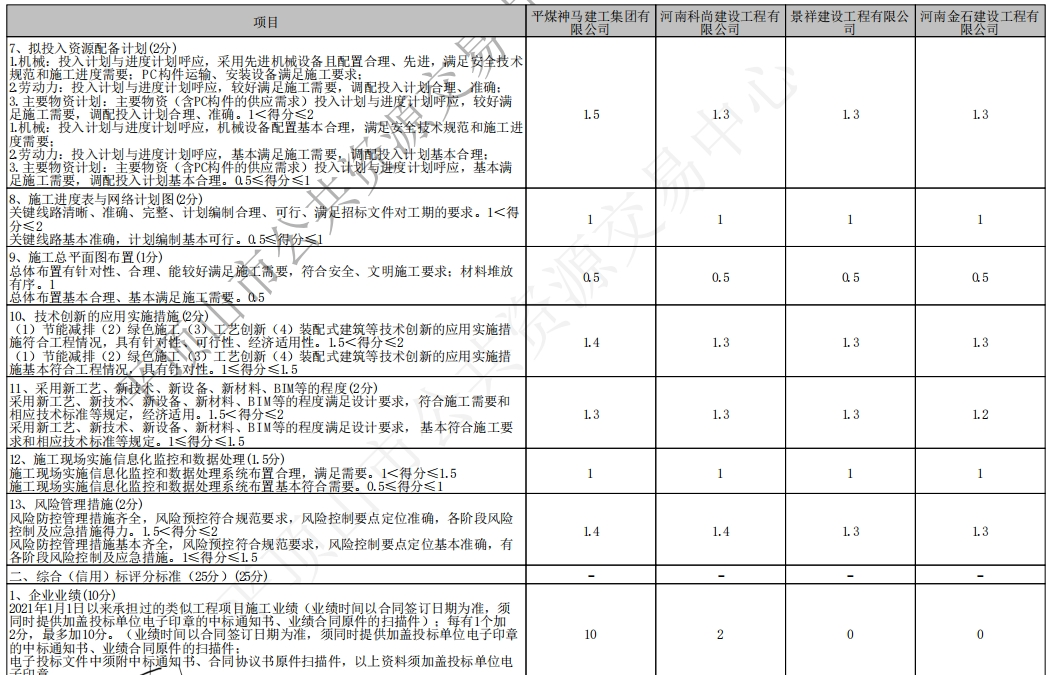 项目
平煤神马建工集团有限公司
河南科尚建设工程有限公司
景祥建设工程有限公司
河南金石建设工程有限公司
7、拟投入资源配备计划(2分)
1.机械：投入计划与进度计划呼应，采用先进机械设备且配置合理、先进，满足安全技术
规范和施工进度需要；PC构件运输、安装设备满足施工要求；
2.劳动力：投入计划与进度计划呼应，较好满足施工需要，调配投入计划合理、准确；
3.主要物资计划：主要物资（含PC构件的供应需求）投入计划与进度计划呼应，较好满
足施工需要，调配投入计划合理、准确。1<得分≤2
1.机械：投入计划与进度计划呼应，机械设备配置基本合理，满足安全技术规范和施工进
度需要；
2.劳动力：投入计划与进度计划呼应，基本满足施工需要，调配投入计划基本合理；
3.主要物资计划：主要物资（含PC构件的供应需求）投入计划与进度计划呼应，基本满
足施工需要，调配投入计划基本合理。0.5≤得分≤1
1.5 1.3 1.3 1.3
8、施工进度表与网络计划图(2分)
关键线路清晰、准确、完整、计划编制合理、可行、满足招标文件对工期的要求。1<得
分≤2
关键线路基本准确，计划编制基本可行。0.5≤得分≤1
1 1 1 1
9、施工总平面图布置(1分)
总体布置有针对性、合理、能较好满足施工需要，符合安全、文明施工要求；材料堆放
有序。1
总体布置基本合理、基本满足施工需要。0.5
0.5 0.5 0.5 0.5
10、技术创新的应用实施措施(2分)
（1）节能减排（2）绿色施工（3）工艺创新（4）装配式建筑等技术创新的应用实施措
施符合工程情况，具有针对性、可行性、经济适用性。1.5<得分≤2
（1）节能减排（2）绿色施工（3）工艺创新（4）装配式建筑等技术创新的应用实施措
施基本符合工程情况，具有针对性。1≤得分≤1.5
1.4 1.3 1.3 1.3
11、采用新工艺、新技术、新设备、新材料、BIM等的程度(2分)
采用新工艺、新技术、新设备、新材料、BIM等的程度满足设计要求，符合施工需要和
相应技术标准等规定，经济适用。1.5<得分≤2
采用新工艺、新技术、新设备、新材料、BIM等的程度满足设计要求，基本符合施工要
求和相应技术标准等规定。1≤得分≤1.5
1.3 1.3 1.3 1.2
12、施工现场实施信息化监控和数据处理(1.5分)
施工现场实施信息化监控和数据处理系统布置合理，满足需要。1<得分≤1.5
施工现场实施信息化监控和数据处理系统布置基本符合需要。0.5≤得分≤1
1 1 1 1
13、风险管理措施(2分)
风险防控管理措施齐全，风险预控符合规范要求，风险控制要点定位准确，各阶段风险
控制及应急措施得力。1.5<得分≤2
风险防控管理措施基本齐全，风险预控符合规范要求，风险控制要点定位基本准确，有
各阶段风险控制及应急措施。1≤得分≤1.5
1.4 1.4 1.3 1.3
二、综合（信用）标评分标准（25分）(25分)
- - - -
1、企业业绩(10分)
2021年1月1日以来承担过的类似工程项目施工业绩（业绩时间以合同签订日期为准，须
同时提供加盖投标单位电子印章的中标通知书、业绩合同原件的扫描件）；每有1个加
2分，最多加10分。（业绩时间以合同签订日期为准，须同时提供加盖投标单位电子印章
的中标通知书、业绩合同原件的扫描件；
电子投标文件中须附中标通知书、合同协议书原件扫描件，以上资料须加盖投标单位电
子印章
10 2 0 0
平顶山市公共资源交易
平顶山市公共资源交易中心